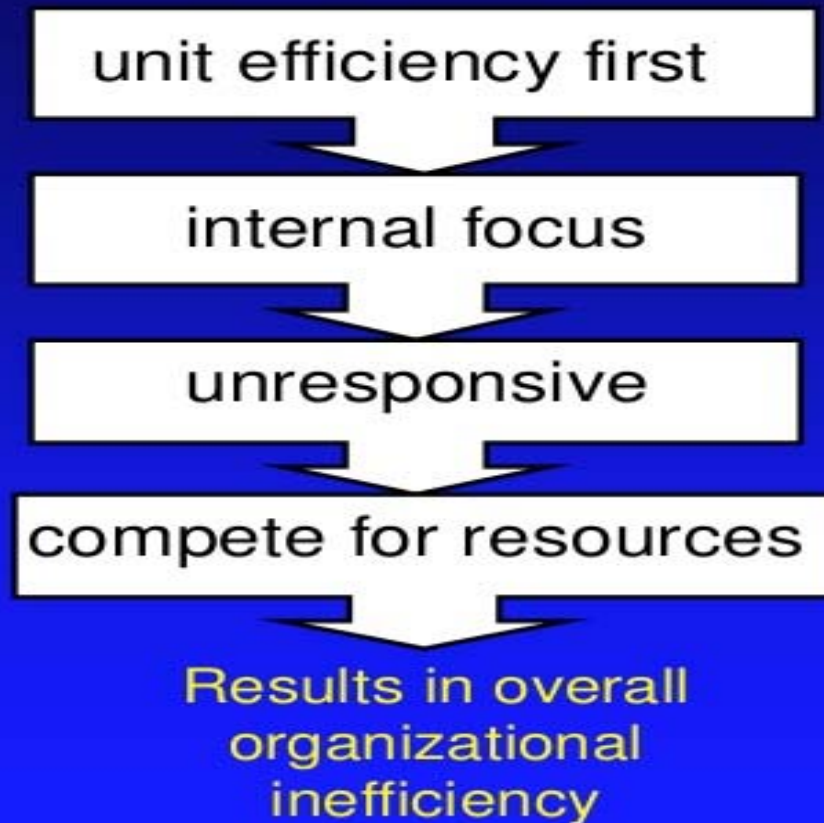 unit efficiency first
internal focus
unresponsive
compete for resources
Results in overall
organizational
inefficiency